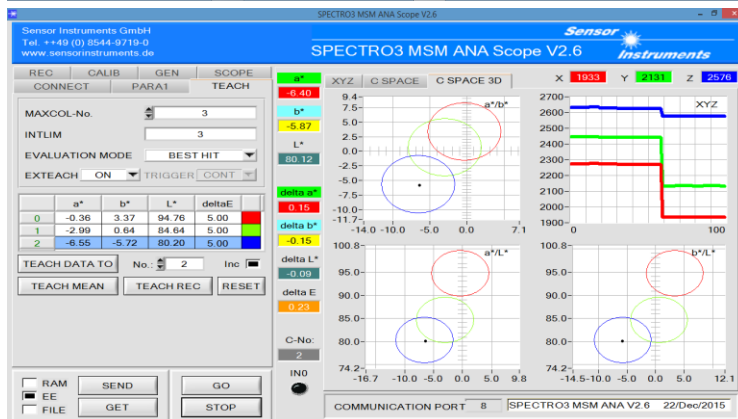 SPECTRO3 MSM ANA Scope V2.6
Sensor Instruments GmbH
Tel. ++49 (0) 8544-9719-0
www.sensorinstruments.de
SPECTRO3 MSM ANA Scope V2.6
Sensor
Instruments
REC CALIB GEN SCOPE
CONNECT PARA1 TEACH
MAXCOL-No. 3
INTLIM 3
EVALUATION MODE BEST HIT
EXTEACH ON TRIGGER CONT
a* b* L* deltaE
0 -0.36 3.37 94.76 5.00
1 -2.99 0.64 84.64 5.00
2 -6.55 -5.72 80.20 5.00
TEACH DATA TO No.: 2 Inc
TEACH MEAN TEACH REC RESET
RAM
EE
FILE
SEND GO
GET STOP
a*
-6.40
b*
-5.87
L*
80.12
delta a*
0.15
delta b*
-0.15
delta L*
-0.09
delta E
0.23
C-No:
2
IN0
XYZ C SPACE C SPACE 3D
X 1933 Y 2131 Z 2576
a*/b*
9.4-
7.5-
5.0-
2.5-
0.0-
-2.5-
-5.0-
-7.5-
-10.0-
-11.7-
-14.0 -10.0 -5.0 0.0 7.1
XYZ
2700-
2600-
2500-
2400-
2300-
2200-
2100-
2000-
1900-
0 100
a*/L*
100.8-
95.0-
90.0-
85.0-
80.0-
74.2-
-16.7 -10.0 -5.0 0.0 5.0 9.8
b*/L*
100.8-
95.0-
90.0-
85.0-
80.0-
74.2-
-14.5 -10.0 -5.0 0.0 5.0 12.1
COMMUNICATION PORT 8 SPECTRO3 MSM ANA V2.6 22/Dec/2015